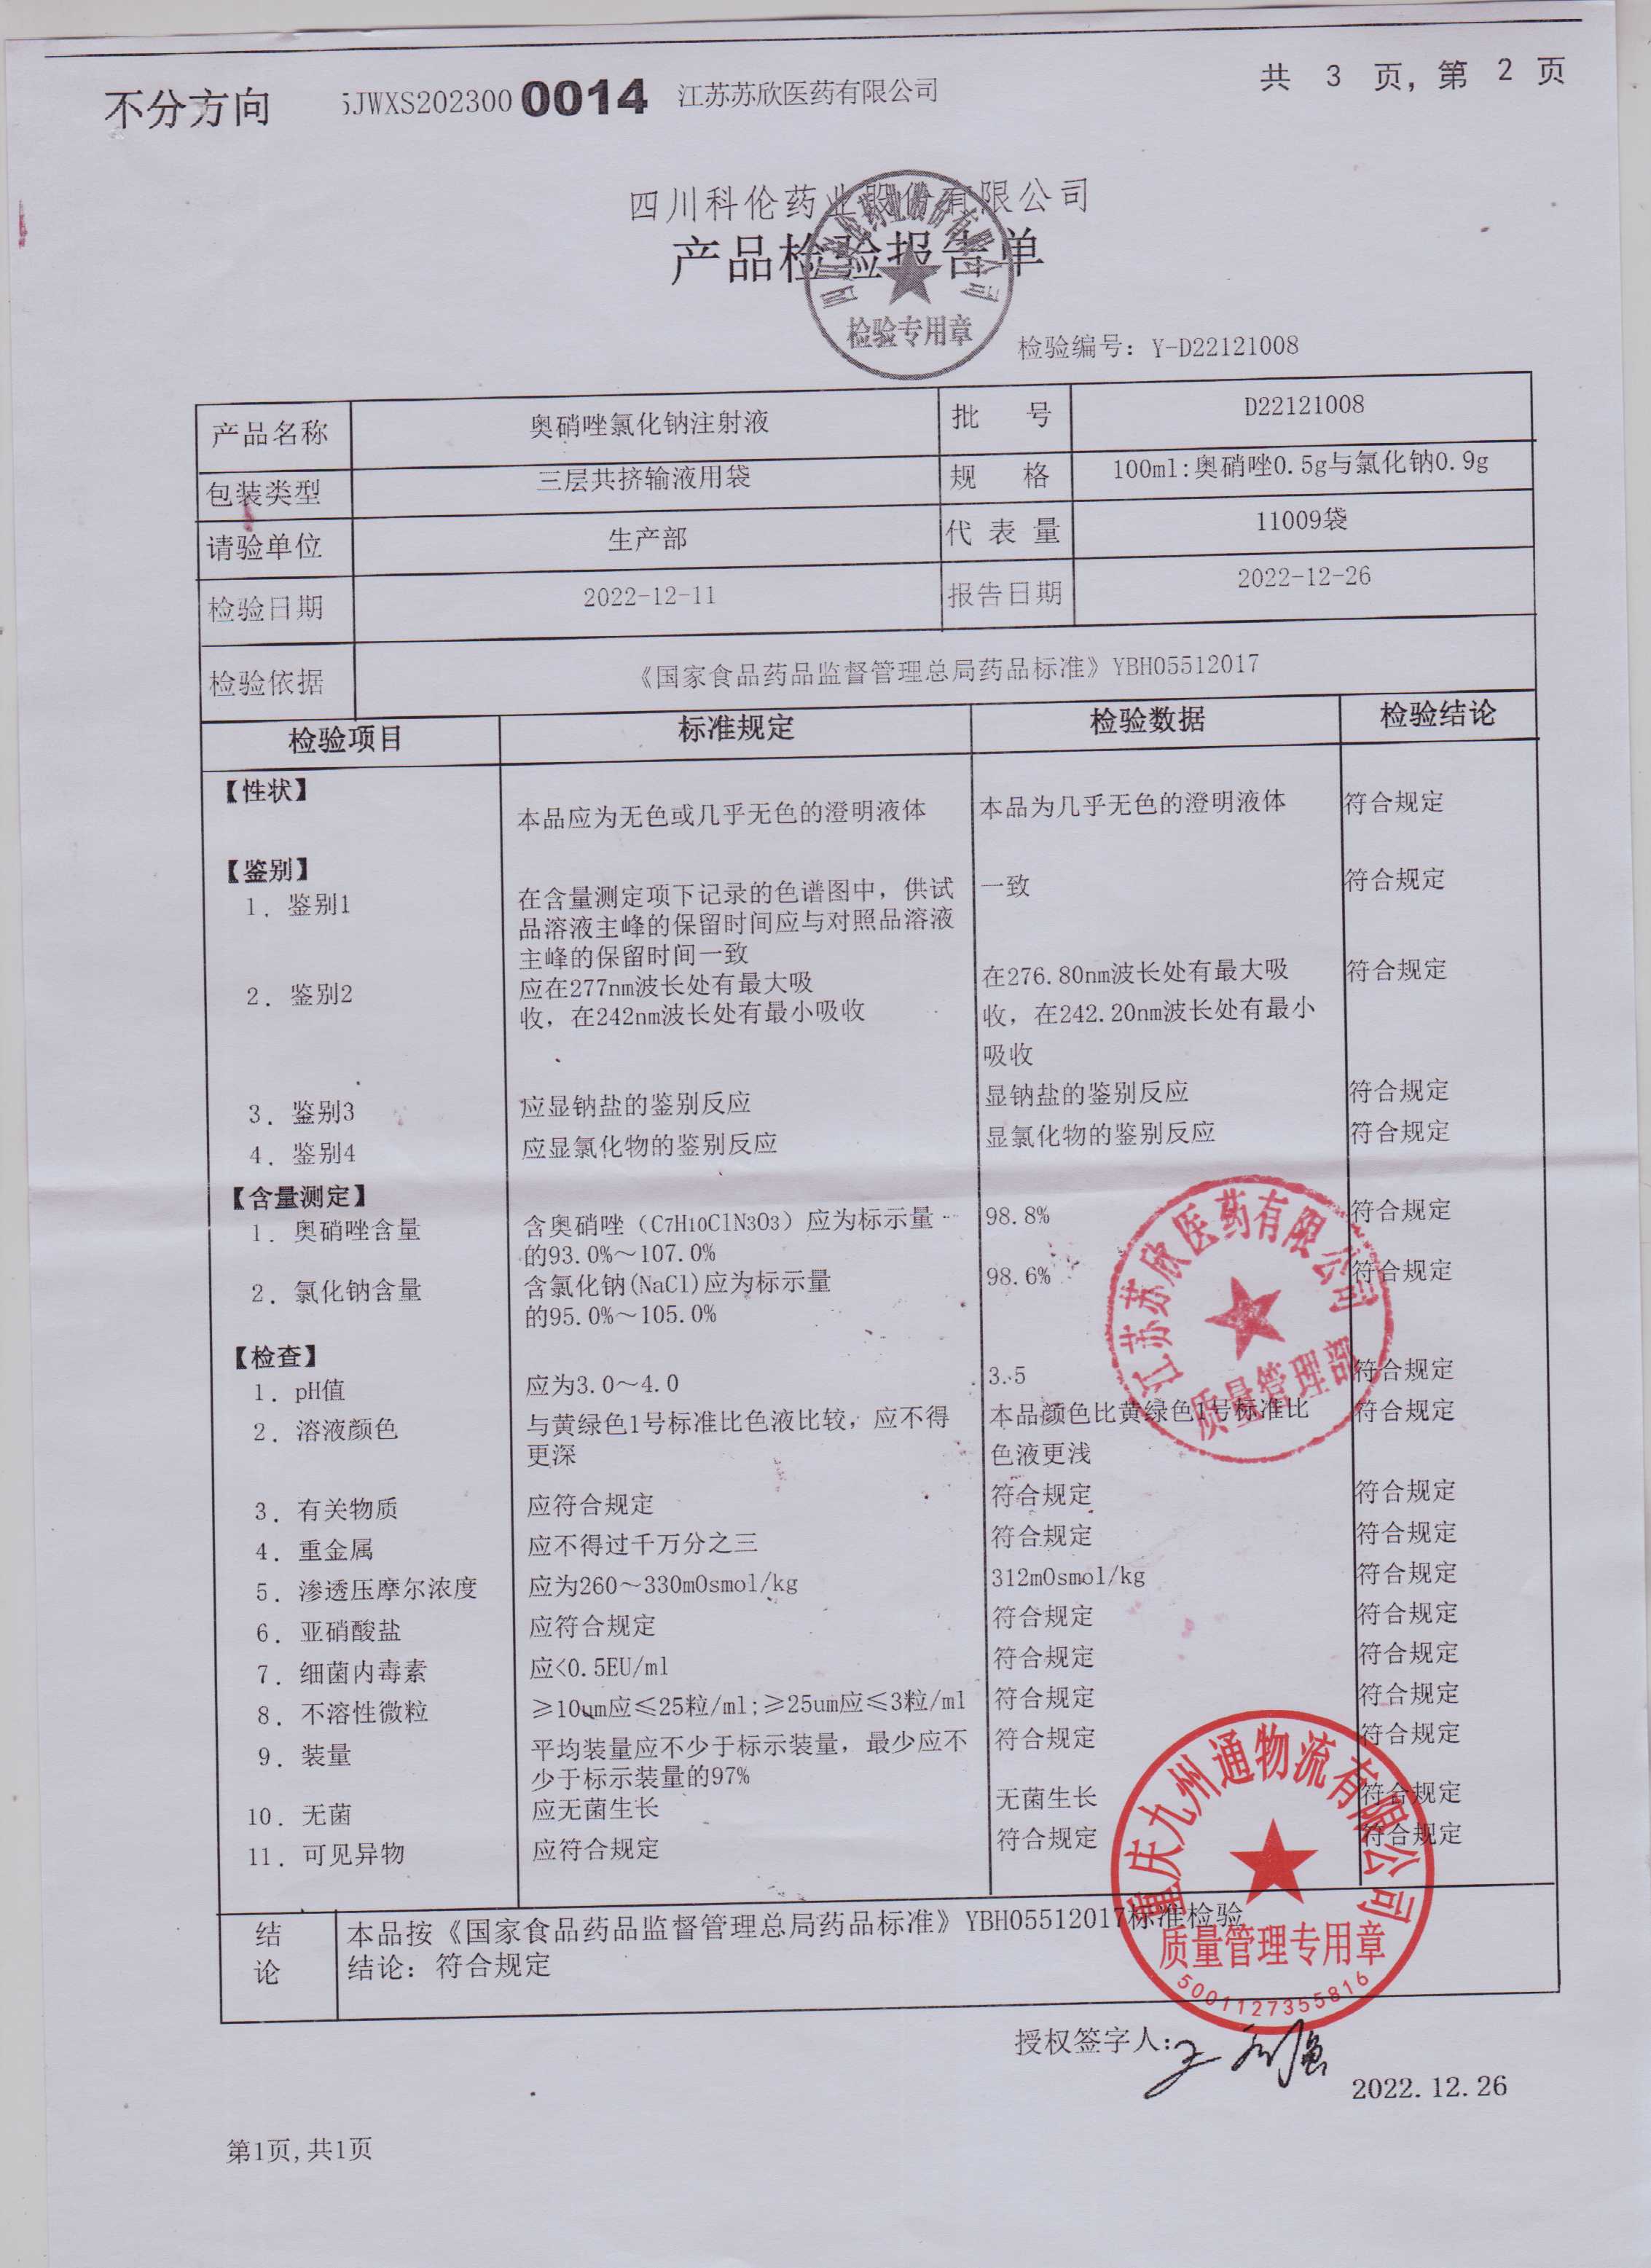 共 3 页, 第 2 页
不分方向 5JWXS202300 0014 江苏苏欣医药有限公司
四川科伦药业股份有限公司
产品检验报告单
四川科伦药业股份有限公司
检验专用章
检验编号: Y-D22121008
产品名称 奥硝唑氯化钠注射液 批 号 D22121008
包装类型 三层共挤输液用袋 规 格 100ml:奥硝唑0.5g与氯化钠0.9g
请验单位 生产部 代 表 量 11009袋
检验日期 2022-12-11 报告日期 2022-12-26
检验依据 《国家食品药品监督管理总局药品标准》YBH05512017
检验项目 标准规定 检验数据 检验结论
【性状】
本品应为无色或几乎无色的澄明液体 本品为几乎无色的澄明液体 符合规定
【鉴别】
1. 鉴别1 在含量测定项下记录的色谱图中, 供试 一致 符合规定
品溶液主峰的保留时间应与对照品溶液
主峰的保留时间一致
2. 鉴别2 应在277nm波长处有最大吸 在276.80nm波长处有最大吸 符合规定
收, 在242nm波长处有最小吸收 收, 在242.20nm波长处有最小
吸收
3. 鉴别3 应显钠盐的鉴别反应 显钠盐的鉴别反应 符合规定
4. 鉴别4 应显氯化物的鉴别反应 显氯化物的鉴别反应 符合规定
【含量测定】
1. 奥硝唑含量 含奥硝唑（C7H10ClN3O3）应为标示量 98.8% 符合规定
的93.0%～107.0%
2. 氯化钠含量 含氯化钠(NaCl)应为标示量 98.6% 符合规定
的95.0%～105.0%
【检查】
1. pH值 应为3.0～4.0 3.5 符合规定
2. 溶液颜色 与黄绿色1号标准比色液比较, 应不得 本品颜色比黄绿色1号标准比 符合规定
更深 色液更浅
3. 有关物质 应符合规定 符合规定 符合规定
4. 重金属 应不得过千万分之三 符合规定 符合规定
5. 渗透压摩尔浓度 应为260～330mOsmol/kg 312mOsmol/kg 符合规定
6. 亚硝酸盐 应符合规定 符合规定 符合规定
7. 细菌内毒素 应<0.5EU/ml 符合规定 符合规定
8. 不溶性微粒 ≥10um应≤25粒/ml;≥25um应≤3粒/ml 符合规定 符合规定
9. 装量 平均装量应不少于标示装量, 最少应不 符合规定 符合规定
少于标示装量的97%
10. 无菌 应无菌生长 无菌生长 符合规定
11. 可见异物 应符合规定 符合规定 符合规定
江苏苏欣医药有限公司
质量管理部
重庆九州通物流有限公司
质量管理专用章
5001127355816
结 本品按《国家食品药品监督管理总局药品标准》YBH05512017标准检验
论 结论: 符合规定
授权签字人:
2022.12.26
第1页, 共1页